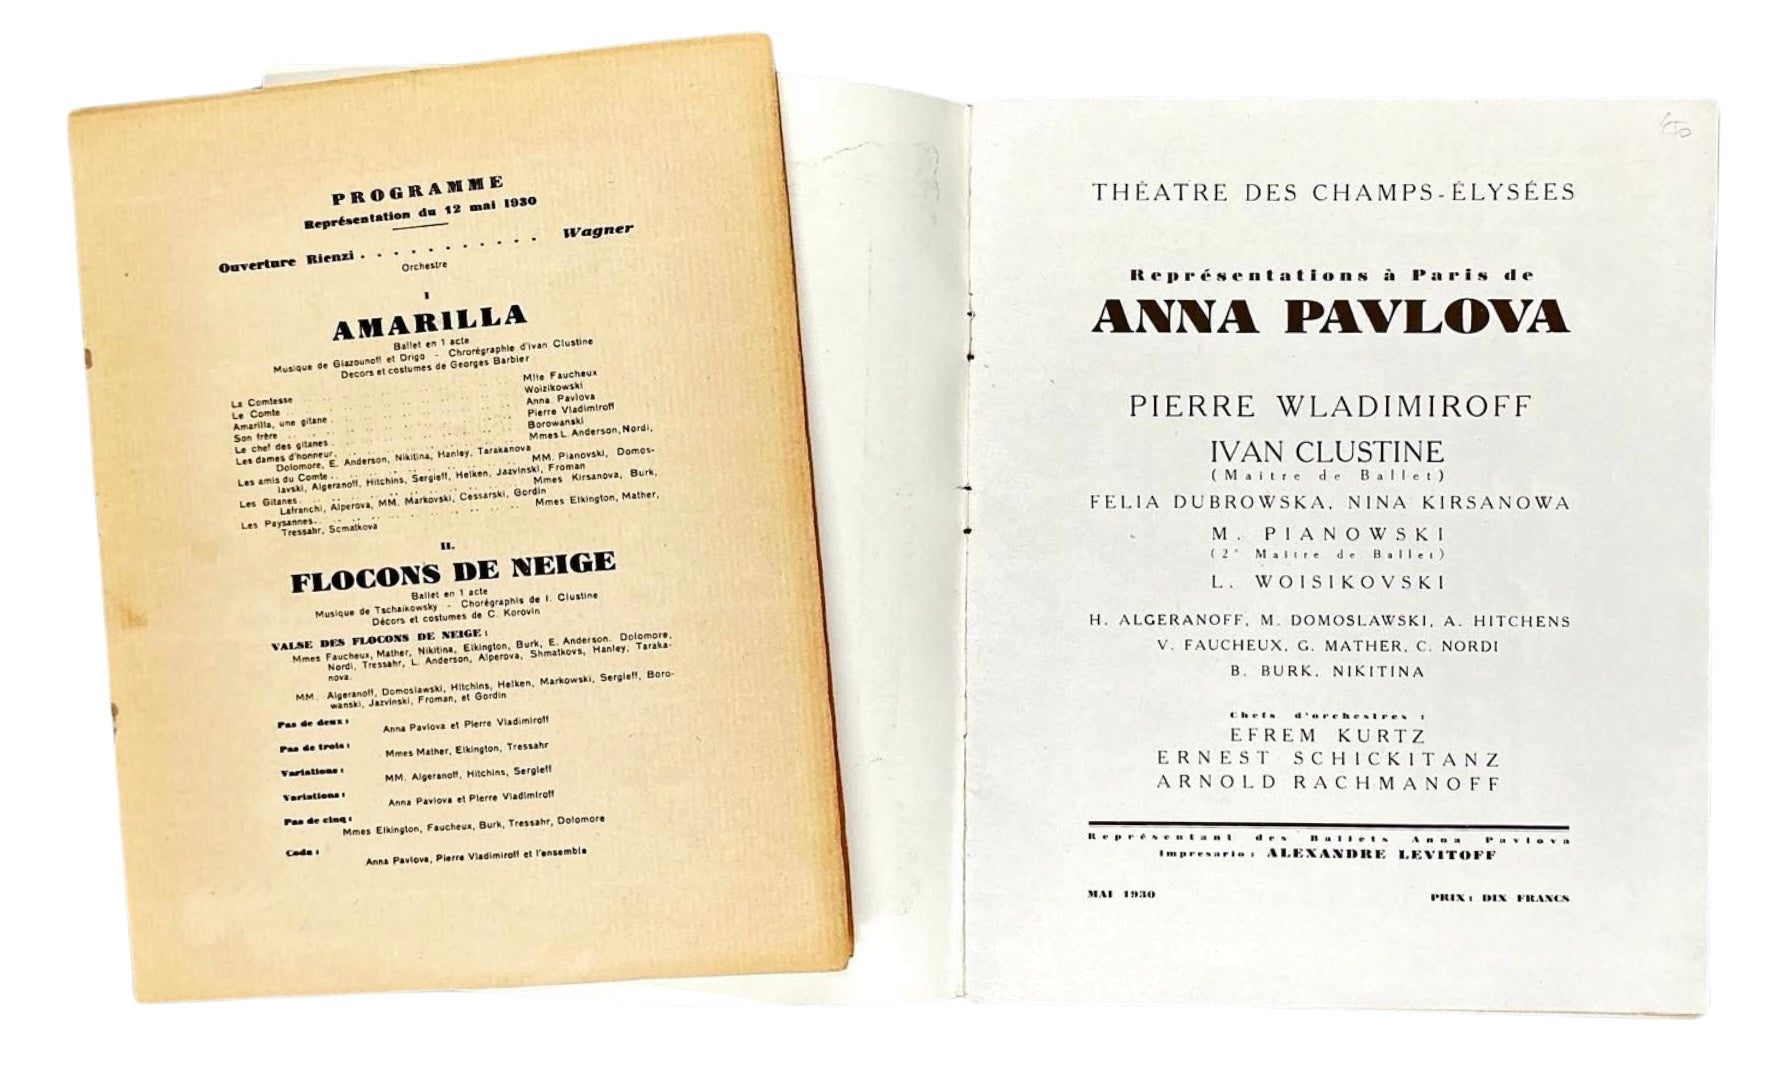 PROGRAMME
Représentation du 12 mai 1930
Ouverture Rienzi . . . . . . . . . . . Wagner
Orchestre
I
AMARILLA
Ballet en 1 acte
Musique de Glazounoff et Drigo - Chrorégraphie d'Ivan Clustine
Decors et costumes de Georges Barbier
La Comtesse Mlle Faucheux
Le Comte Woizikowski
Amarilla, une gitane Anna Pavlova
Son frère Pierre Vladimiroff
Le chef des gitanes Borowanski
Les dames d'honneur, Mmes L. Anderson, Nordi,
Dolomore, E. Anderson, Nikitina, Hanley, Tarakanova
Les amis du Comte MM. Pianovski, Domos-
lavski, Algeranoff, Hitchins, Sergieff, Helken, Jazvinski, Froman
Les Gitanes Mmes Kirsanova, Burk,
Lafranchi, Alperova, MM. Markovski, Cessarski, Gordin
Les Paysannes Mmes Elkington, Mather,
Tressahr, Scmatkova
II.
FLOCONS DE NEIGE
Ballet en 1 acte
Musique de Tschaikowsky - Chorégraphis de I. Clustine
Décors et costumes de C. Korovin
VALSE DES FLOCONS DE NEIGE :
Mmes Faucheux, Mather, Nikitina, Elkington, Burk, E. Anderson. Dolomore,
Nordi, Tressahr, L. Anderson, Alperova, Shmatkovs, Hanley, Taraka-
nova.
MM. Algeranoff, Domoslawski, Hitchins, Helken, Markowski, Sergieff, Boro-
wanski, Jazvinski, Froman, et Gordin
Pas de deux : Anna Pavlova et Pierre Vladimiroff
Pas de trois : Mmes Mather, Elkington, Tressahr
Variations : MM. Algeranoff, Hitchins, Sergieff
Variations : Anna Pavlova et Pierre Vladimiroff
Pas de cinq : Mmes Elkington, Faucheux, Burk, Tressahr, Dolomore
Coda : Anna Pavlova, Pierre Vladimiroff et l'ensemble
THÉATRE DES CHAMPS-ÉLYSÉES
Représentations à Paris de
ANNA PAVLOVA
PIERRE WLADIMIROFF
IVAN CLUSTINE
(Maitre de Ballet)
FELIA DUBROWSKA, NINA KIRSANOWA
M. PIANOWSKI
(2e Maitre de Ballet)
L. WOISIKOVSKI
H. ALGERANOFF, M. DOMOSLAWSKI, A. HITCHENS
V. FAUCHEUX, G. MATHER, C. NORDI
B. BURK, NIKITINA
Chefs d'orchestres :
EFREM KURTZ
ERNEST SCHICKITANZ
ARNOLD RACHMANOFF
Représentant des Ballets Anna Pavlova
Impresario : ALEXANDRE LEVITOFF
MAI 1930 PRIX : DIX FRANCS